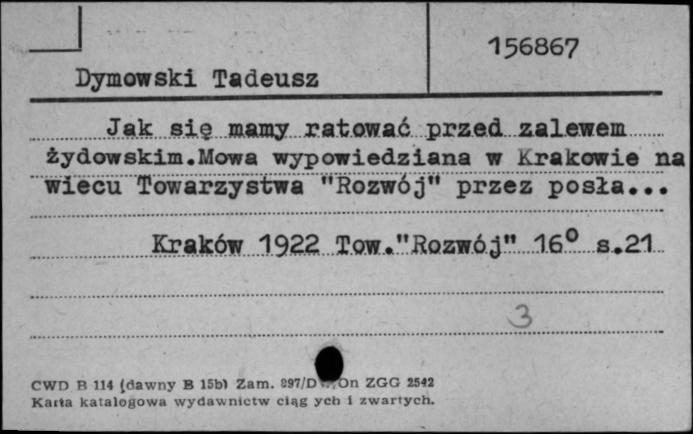 156867
Dymowski Tadeusz
Jak się mamy ratować przed zalewem
żydowskim.Mowa wypowiedziana w Krakowie na
wiecu Towarzystwa "Rozwój" przez posła...
Kraków 1922 Tow."Rozwój" 16° s.21
3
CWD B 114 (dawny B 15b) Zam. 897/D On ZGG 2542
Karta katalogowa wydawnictw ciąg ych i zwartych.